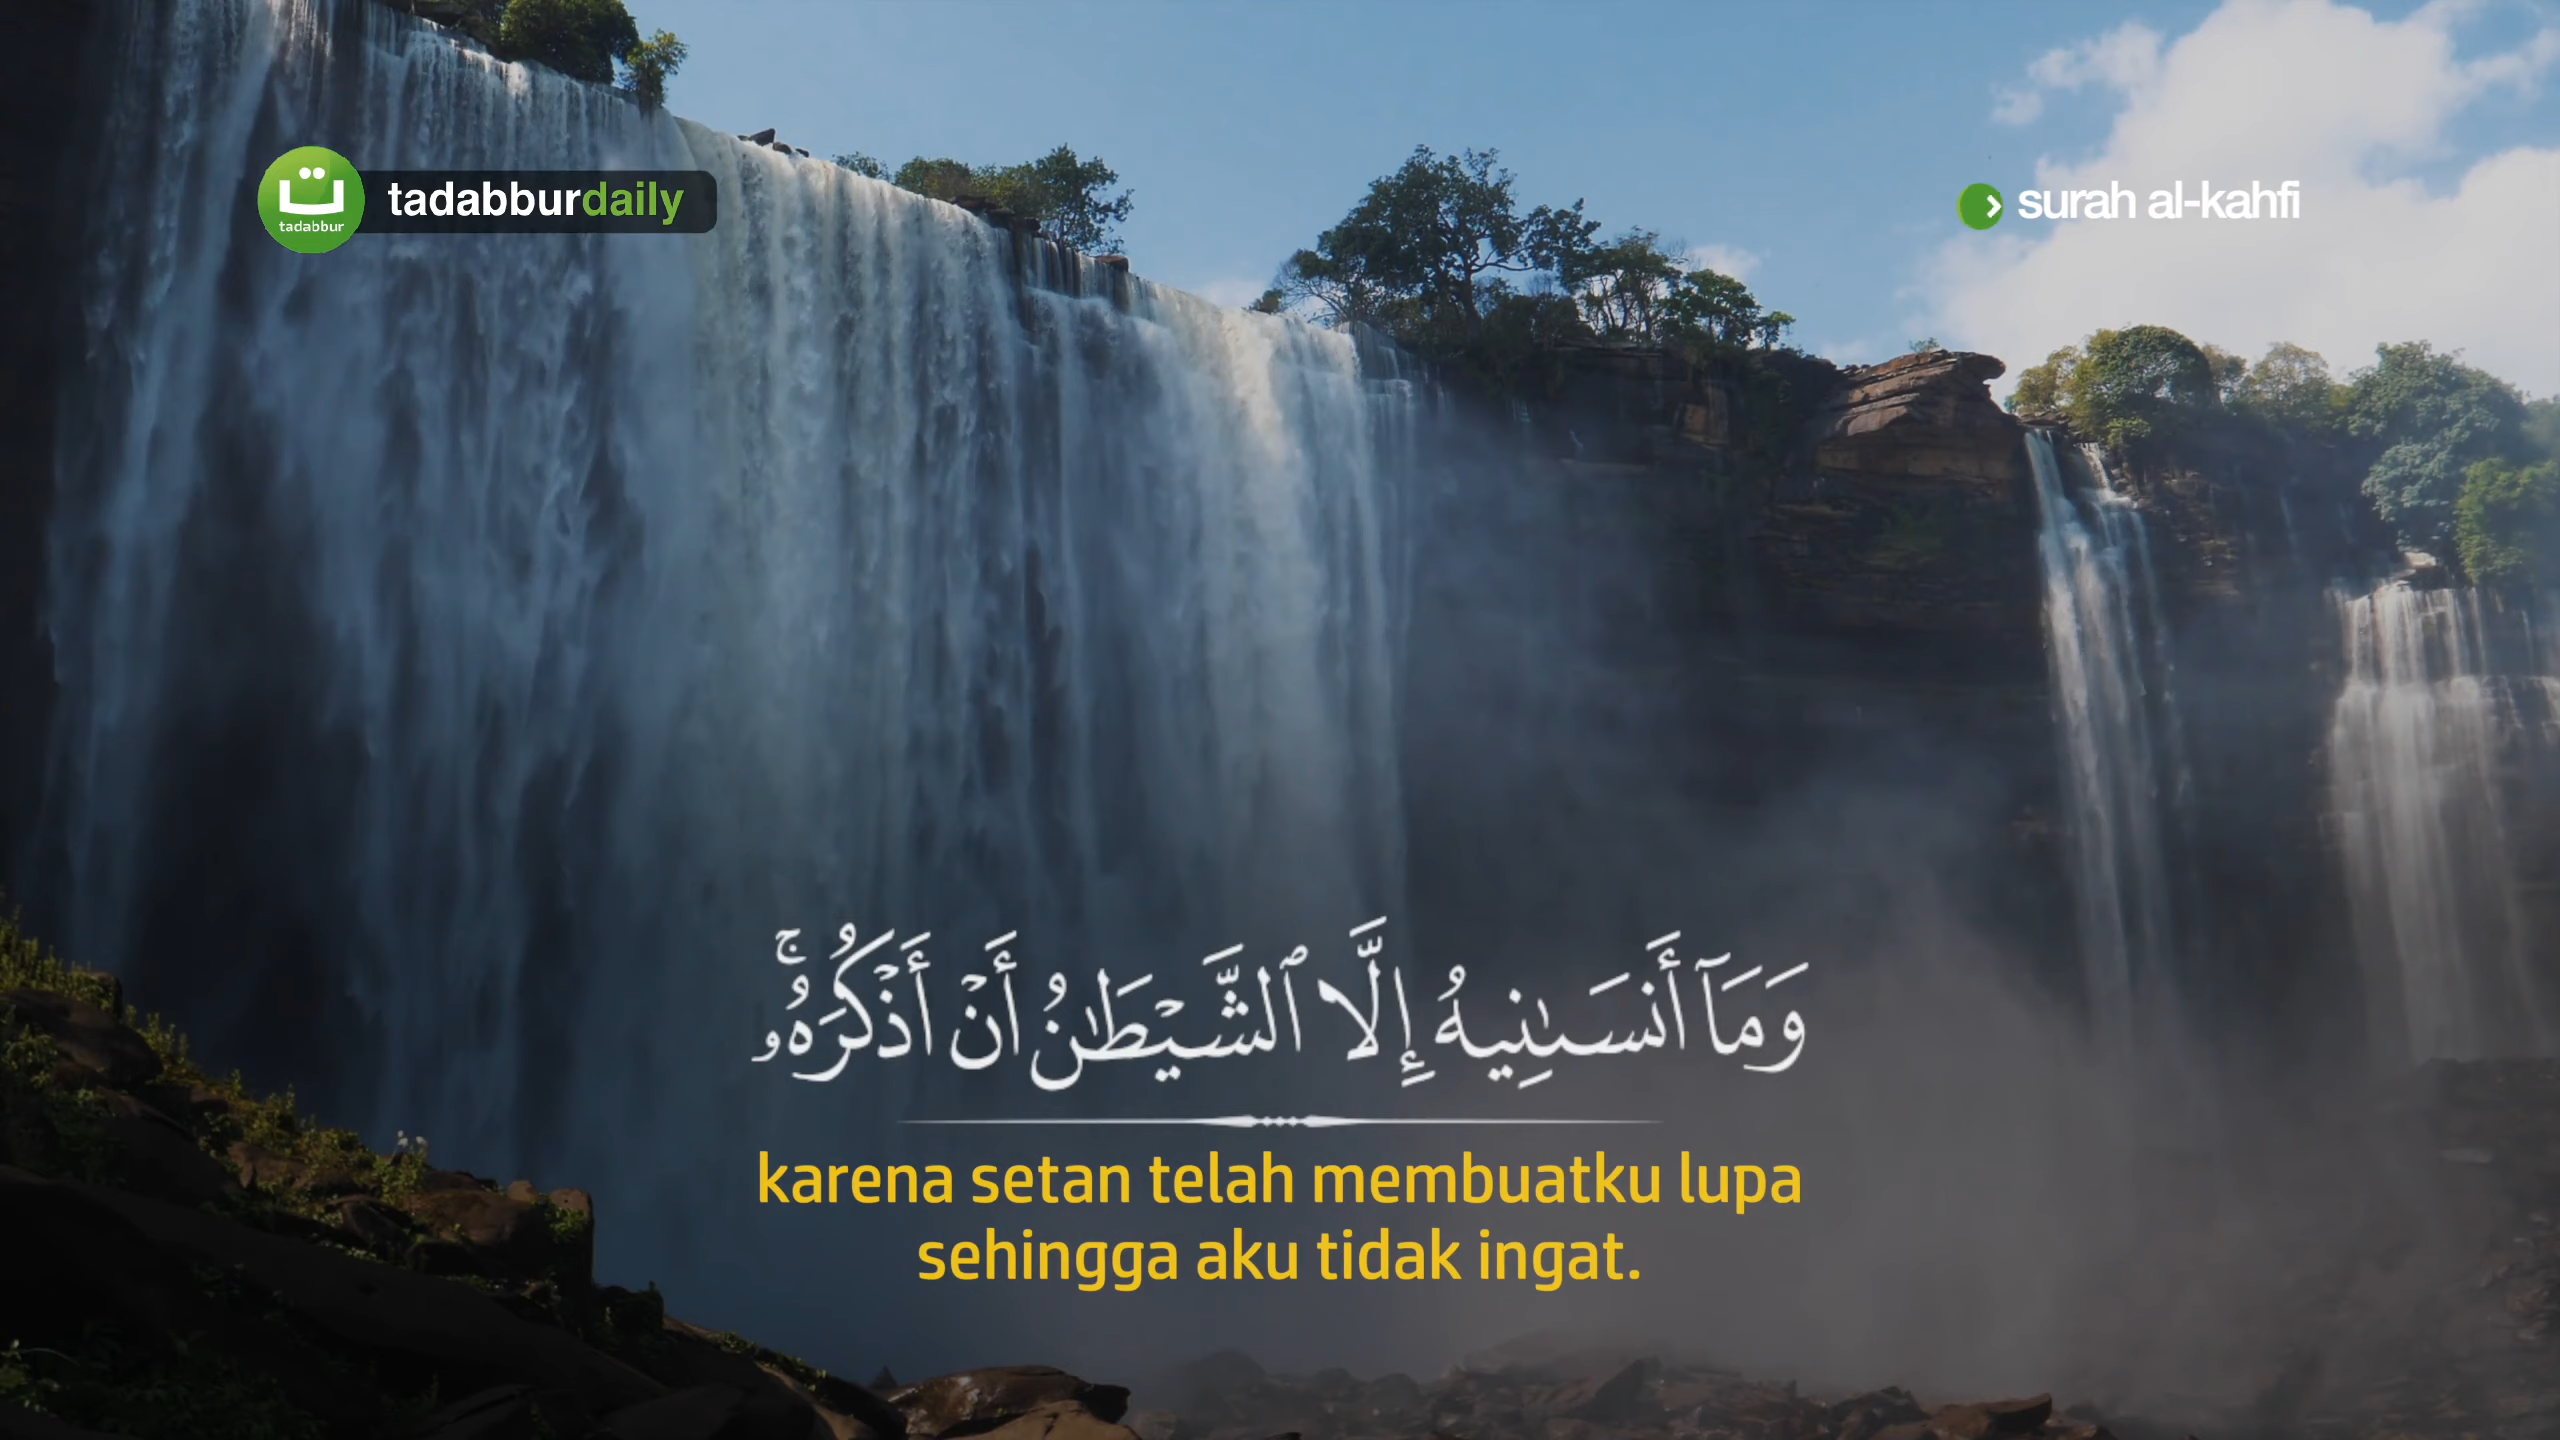 tadabburdaily
ت
tadabbur
surah al-kahfi
وَمَآ أَنسَىٰنِيهُ إِلَّا ٱلشَّيْطَـٰنُ أَنْ أَذْكُرَهُۥ ۚ
karena setan telah membuatku lupa
sehingga aku tidak ingat.